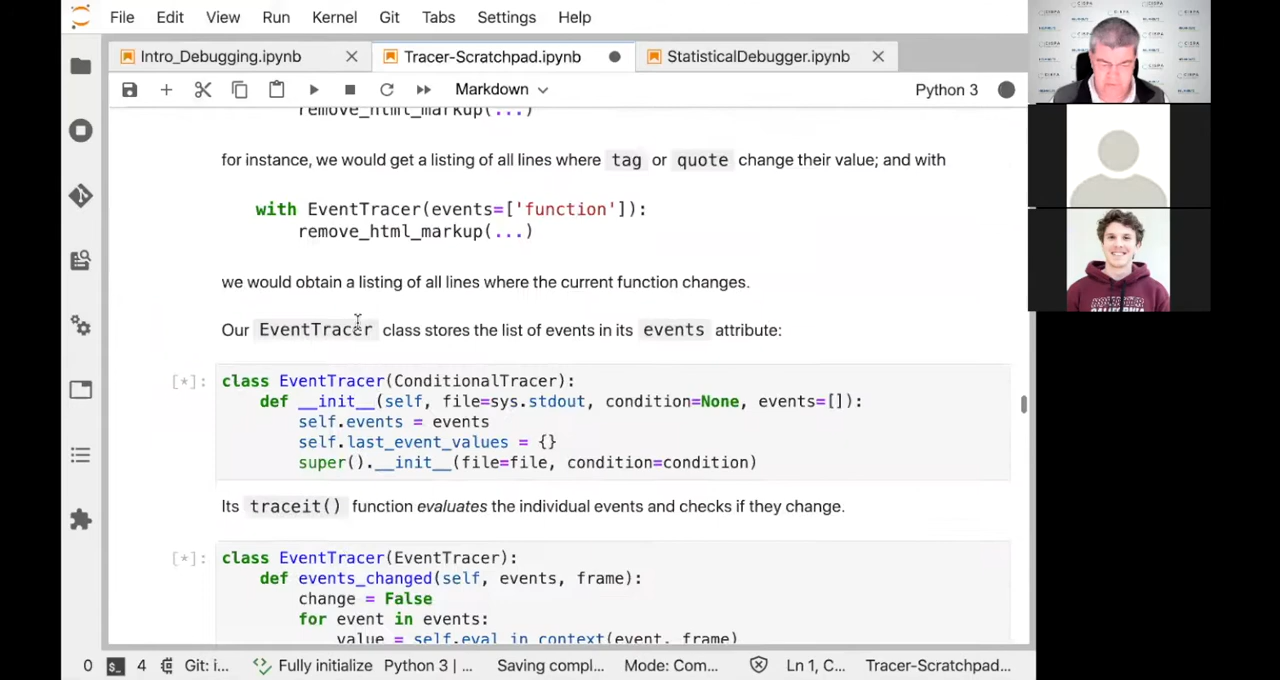 File Edit View Run Kernel Git Tabs Settings Help
Intro_Debugging.ipynb Tracer-Scratchpad.ipynb StatisticalDebugger.ipynb
Markdown Python 3
remove_html_markup(...)
for instance, we would get a listing of all lines where tag or quote change their value; and with
with EventTracer(events=['function']):
remove_html_markup(...)
we would obtain a listing of all lines where the current function changes.
Our EventTracer class stores the list of events in its events attribute:
[*]: class EventTracer(ConditionalTracer):
def __init__(self, file=sys.stdout, condition=None, events=[]):
self.events = events
self.last_event_values = {}
super().__init__(file=file, condition=condition)
Its traceit() function evaluates the individual events and checks if they change.
[*]: class EventTracer(EventTracer):
def events_changed(self, events, frame):
change = False
for event in events:
value = self.eval_in_context(event, frame)
0 4 Git: i... Fully initialize Python 3 | ... Saving compl... Mode: Com... Ln 1, C... Tracer-Scratchpad...